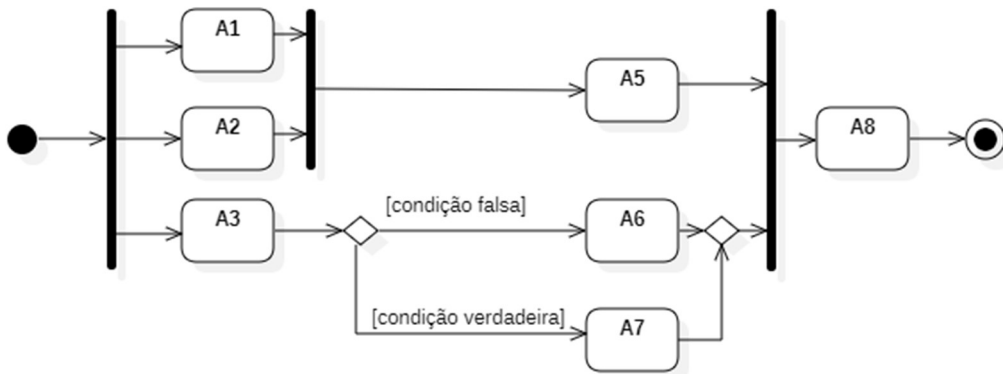 A1
A2
A3
A5
A8
[condição falsa]
A6
[condição verdadeira]
A7